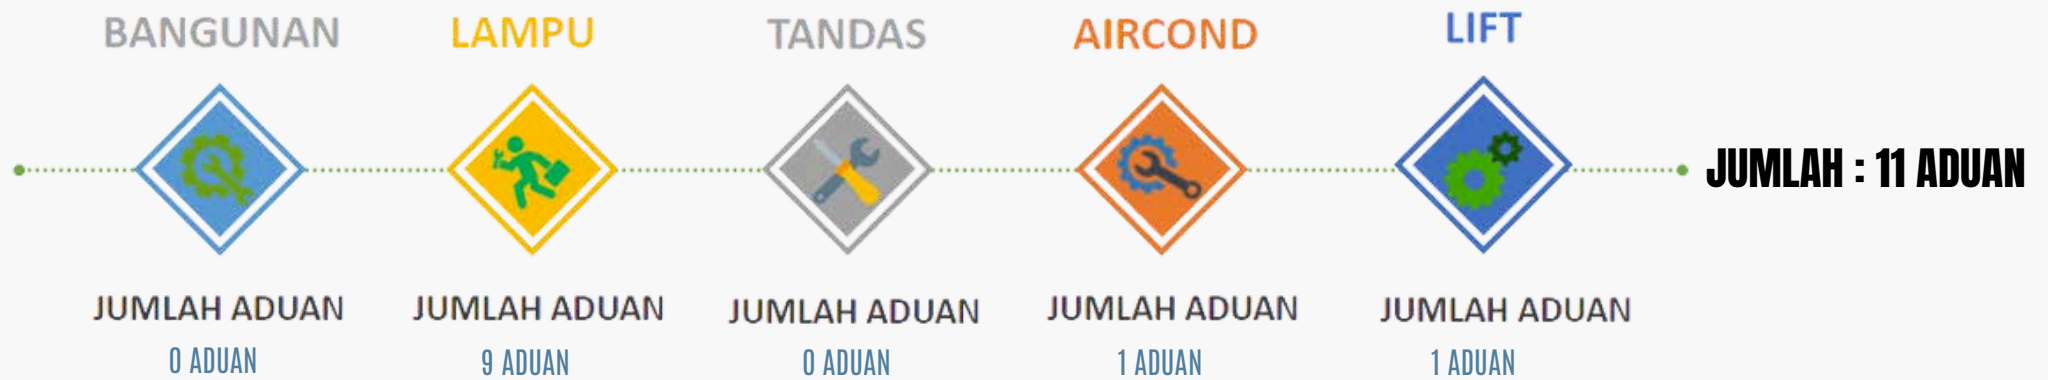 BANGUNAN
LAMPU
TANDAS
AIRCOND
LIFT
JUMLAH : 11 ADUAN
JUMLAH ADUAN
JUMLAH ADUAN
JUMLAH ADUAN
JUMLAH ADUAN
JUMLAH ADUAN
0 ADUAN
9 ADUAN
0 ADUAN
1 ADUAN
1 ADUAN